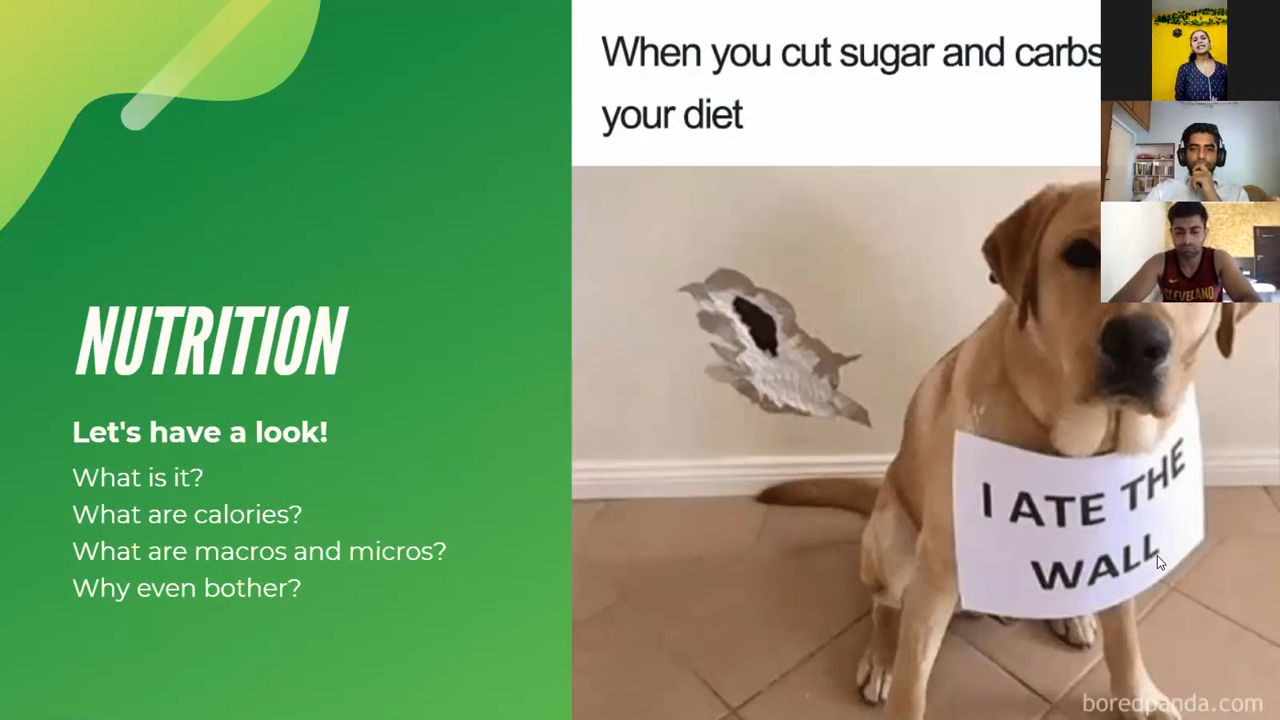 NUTRITION
Let's have a look!
What is it?
What are calories?
What are macros and micros?
Why even bother?
When you cut sugar and carbs
your diet
I ATE THE
WALL
CLEVELAND
boredpanda.com